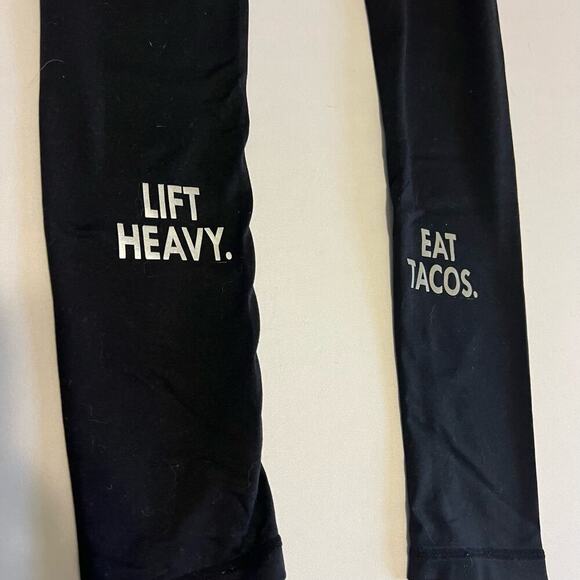 LIFT
HEAVY.
EAT
TACOS.